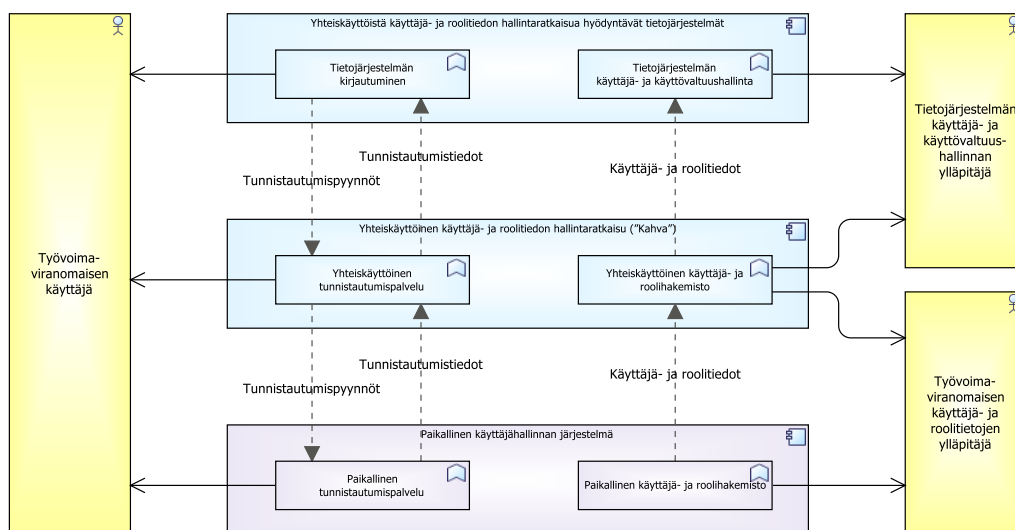 Yhteiskäyttöistä käyttäjä- ja roolitiedon hallintaratkaisua hyödyntävät tietojärjestelmät
Tietojärjestelmän
kirjautuminen
Tietojärjestelmän
käyttäjä- ja käyttövaltuushallinta
Tietojärjestelmän
käyttäjä- ja
käyttövaltuus-
hallinnan
ylläpitäjä
Tunnistautumistiedot
Tunnistautumispyynnöt
Käyttäjä- ja roolitiedot
Yhteiskäyttöinen käyttäjä- ja roolitiedon hallintaratkaisu ("Kahva")
Työvoima-
viranomaisen
käyttäjä
Yhteiskäyttöinen
tunnistautumispalvelu
Yhteiskäyttöinen käyttäjä- ja
roolihakemisto
Tunnistautumistiedot
Tunnistautumispyynnöt
Käyttäjä- ja roolitiedot
Työvoima-
viranomaisen
käyttäjä- ja
roolitietojen
ylläpitäjä
Paikallinen käyttäjähallinnan järjestelmä
Paikallinen
tunnistautumispalvelu
Paikallinen käyttäjä- ja roolihakemisto